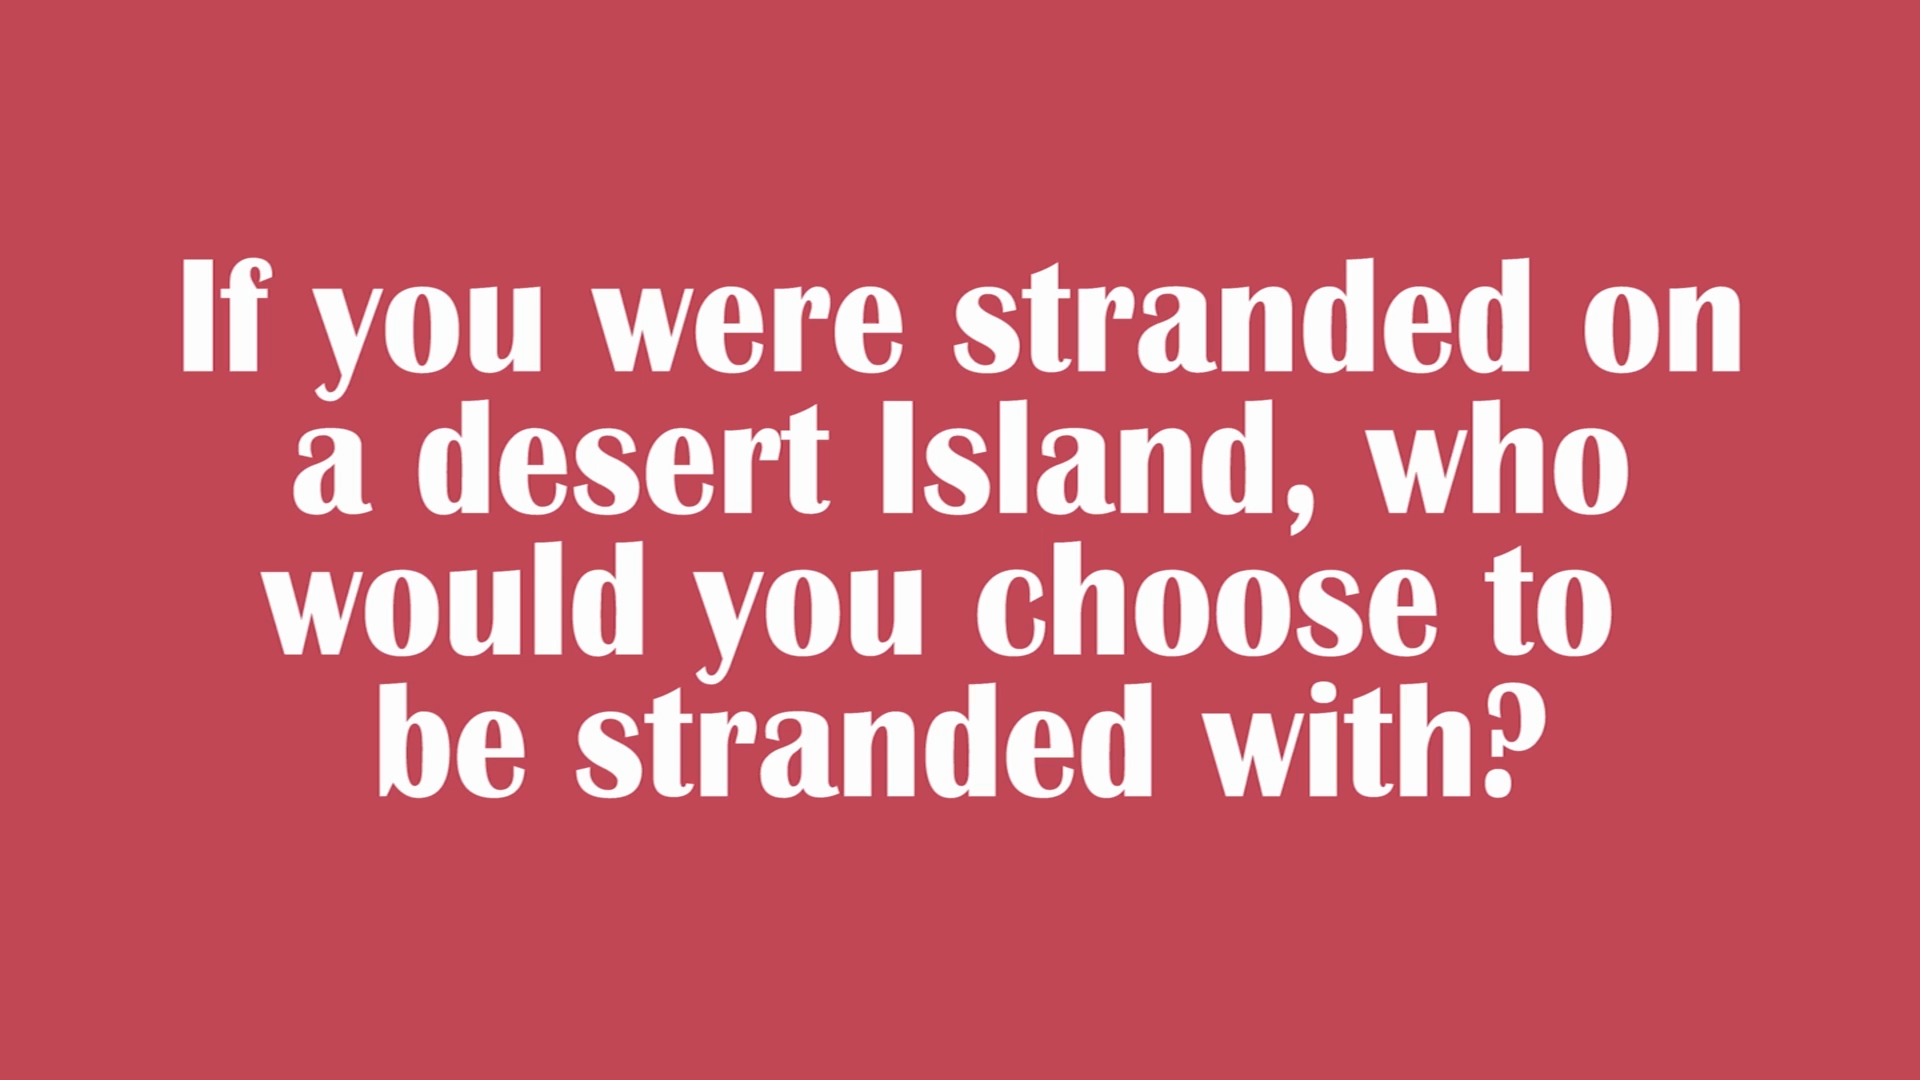 If you were stranded on
a desert Island, who
would you choose to
be stranded with?